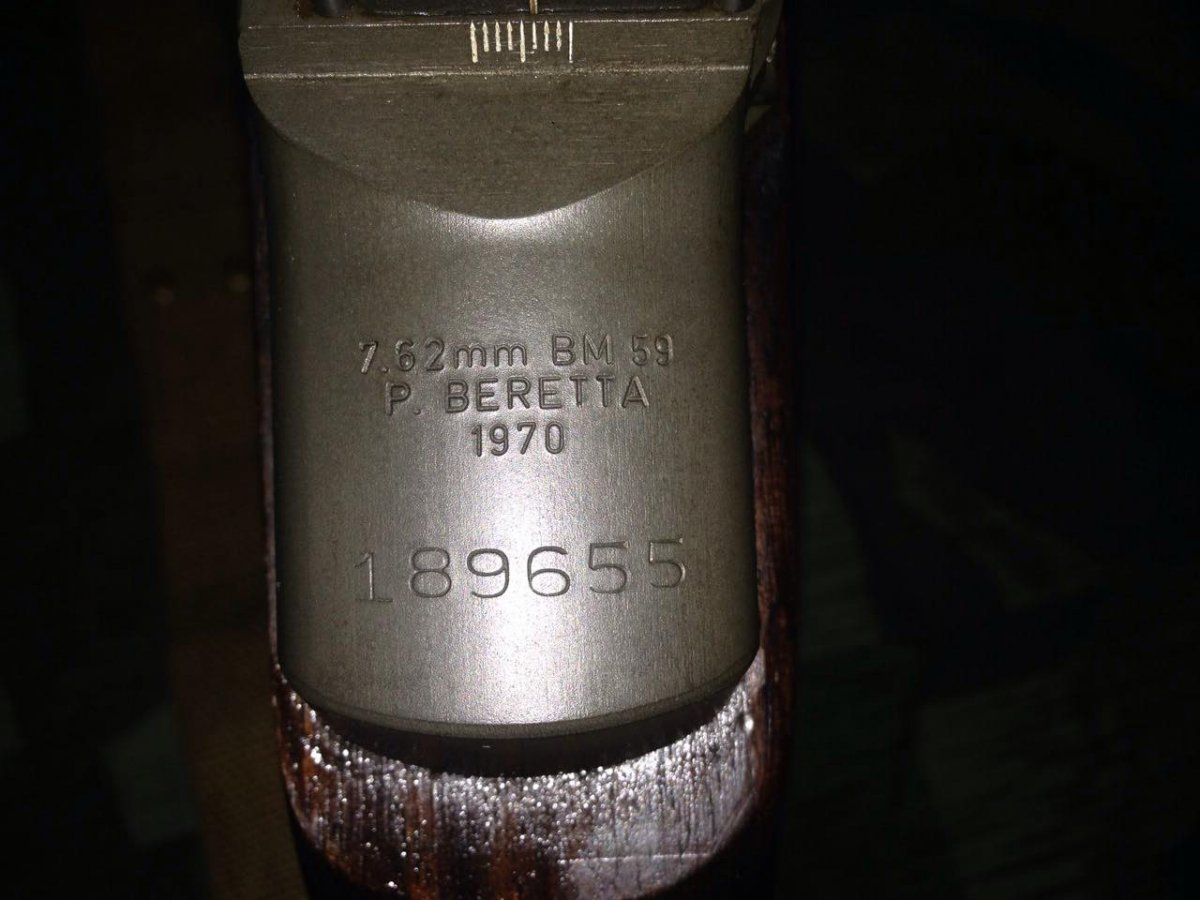 7.62mm BM 59
P. BERETTA
1970
189655